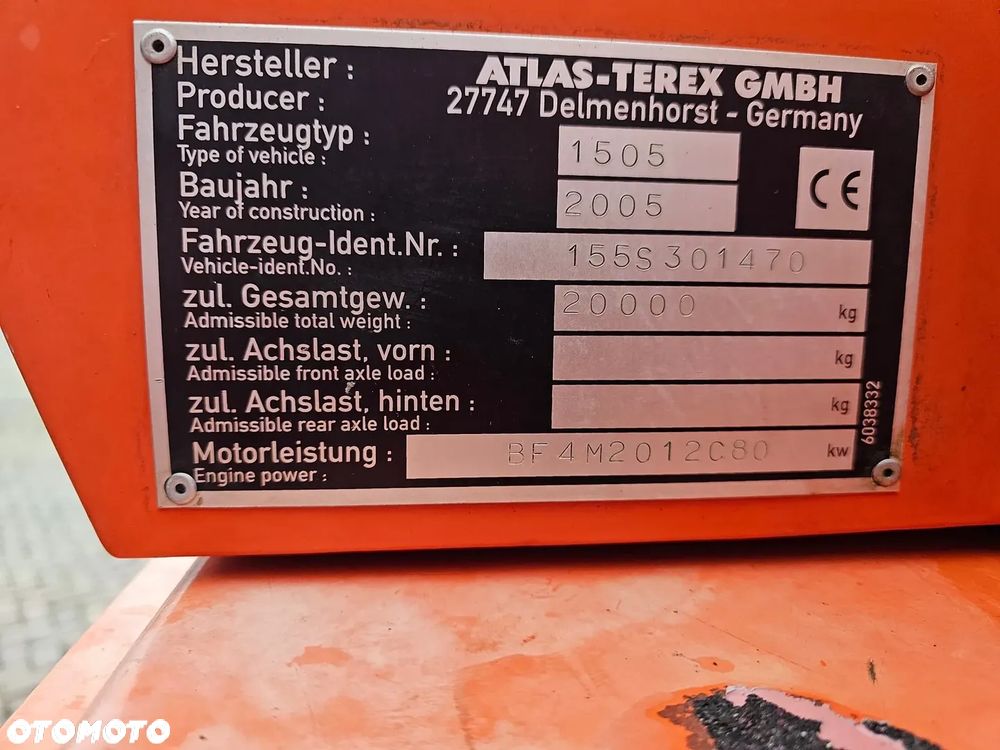 Hersteller : ATLAS-TEREX GMBH
Producer : 27747 Delmenhorst - Germany
Fahrzeugtyp :
Type of vehicle : 1505
CE
Baujahr :
Year of construction : 2005
Fahrzeug-Ident.Nr. :
Vehicle-ident.No. : 155S301470
zul. Gesamtgew. :
Admissible total weight : 20000 kg
zul. Achslast, vorn :
Admissible front axle load : kg
zul. Achslast, hinten :
Admissible rear axle load : kg
6038332
Motorleistung :
Engine power : BF4M2012C80 kw
OTOMOTO